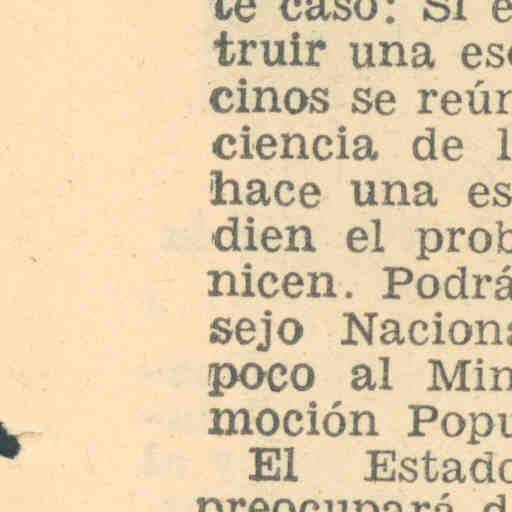 te caso: Si e
truir una es
cinos se reún
ciencia de l
hace una es
dien el prob
nicen. Podrá
sejo Naciona
poco al Min
moción Popu
El Estado
preocupará d